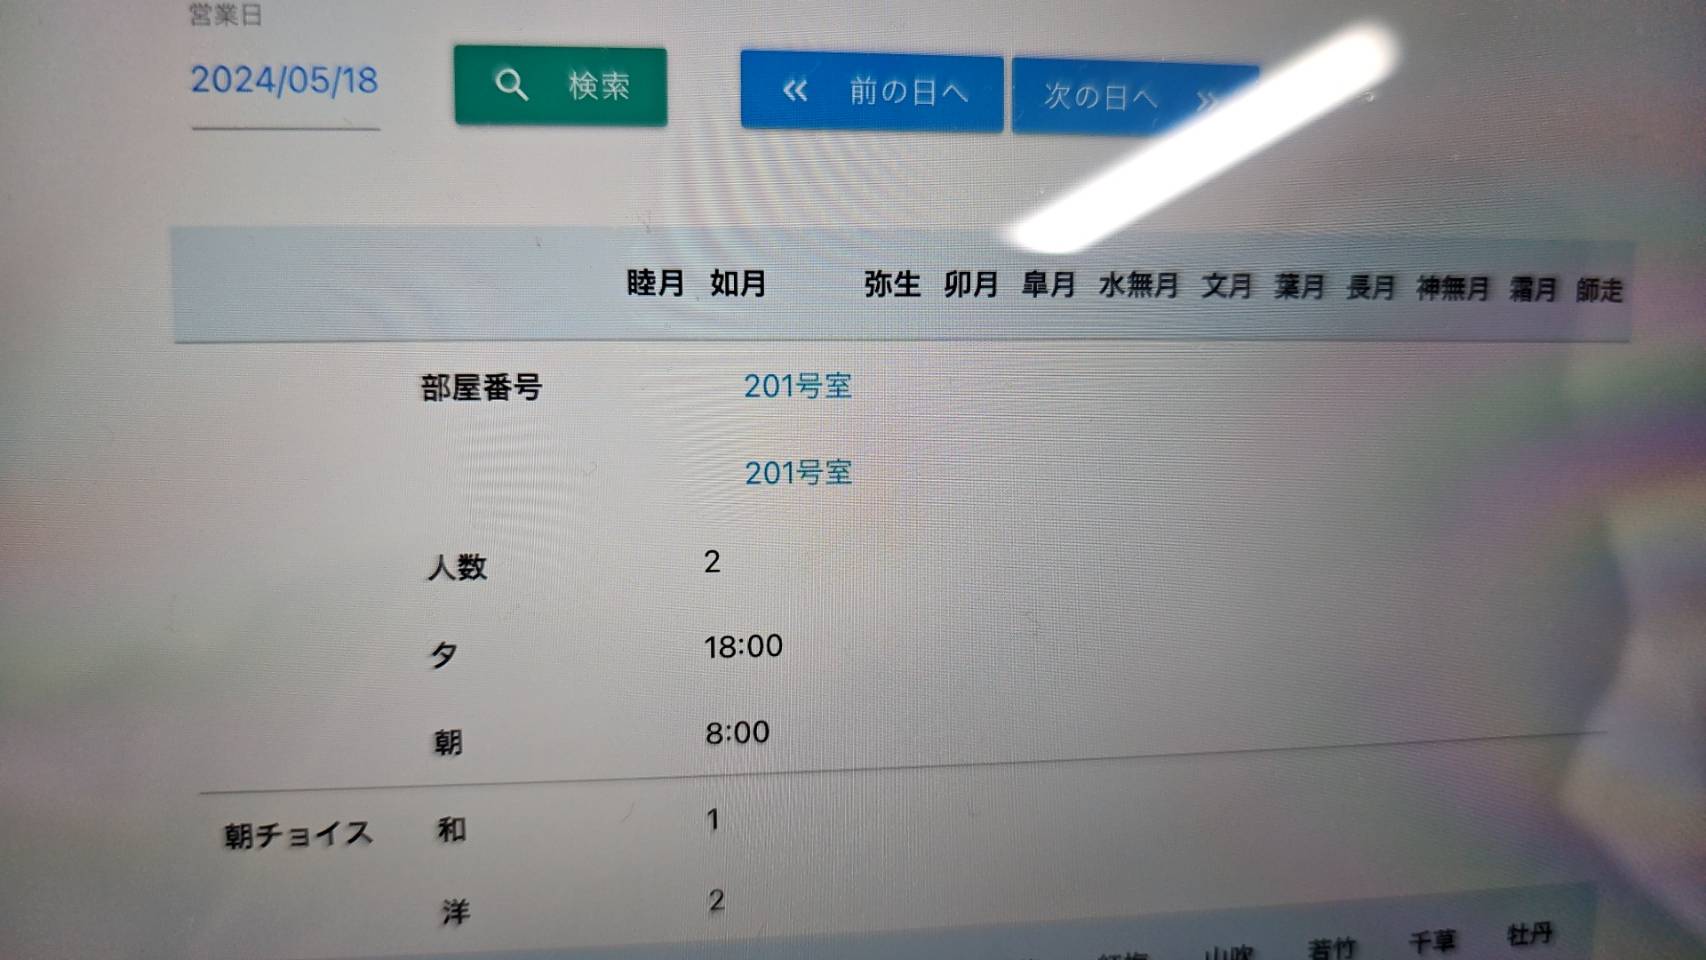 営業日
2024/05/18 検索 « 前の日へ 次の日へ »
睦月 如月 弥生 卯月 皐月 水無月 文月 葉月 長月 神無月 霜月 師走
部屋番号 201号室
201号室
人数 2
夕 18:00
朝 8:00
朝チョイス 和 1
洋 2
山吹 若竹 千草 牡丹